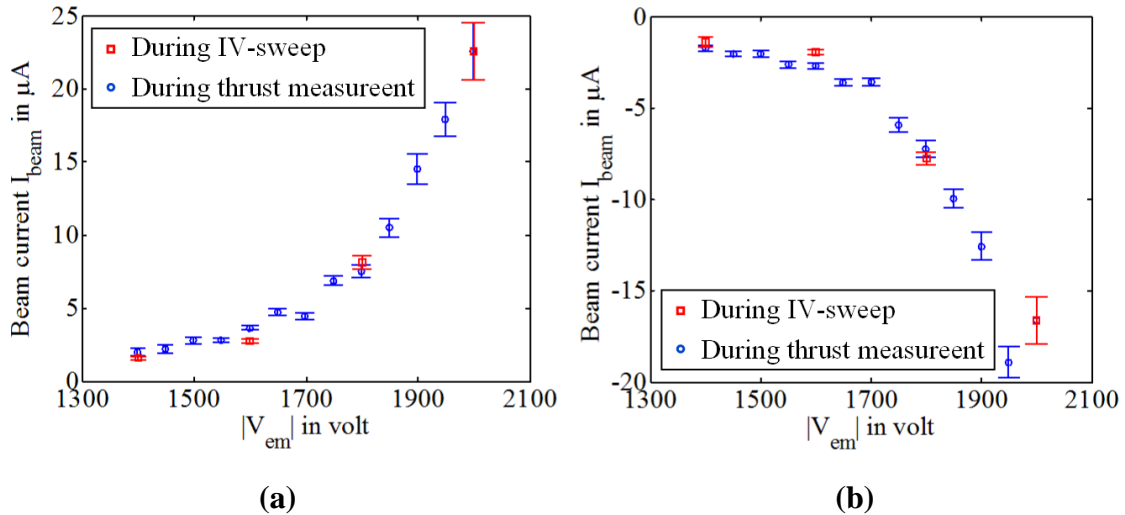 25
20
15
10
5
0
Beam current I_beam in μA
During IV-sweep
During thrust measureent
1300 1500 1700 1900 2100
|V_em| in volt
(a)
0
-5
-10
-15
-20
Beam current I_beam in μA
During IV-sweep
During thrust measureent
1300 1500 1700 1900 2100
|V_em| in volt
(b)